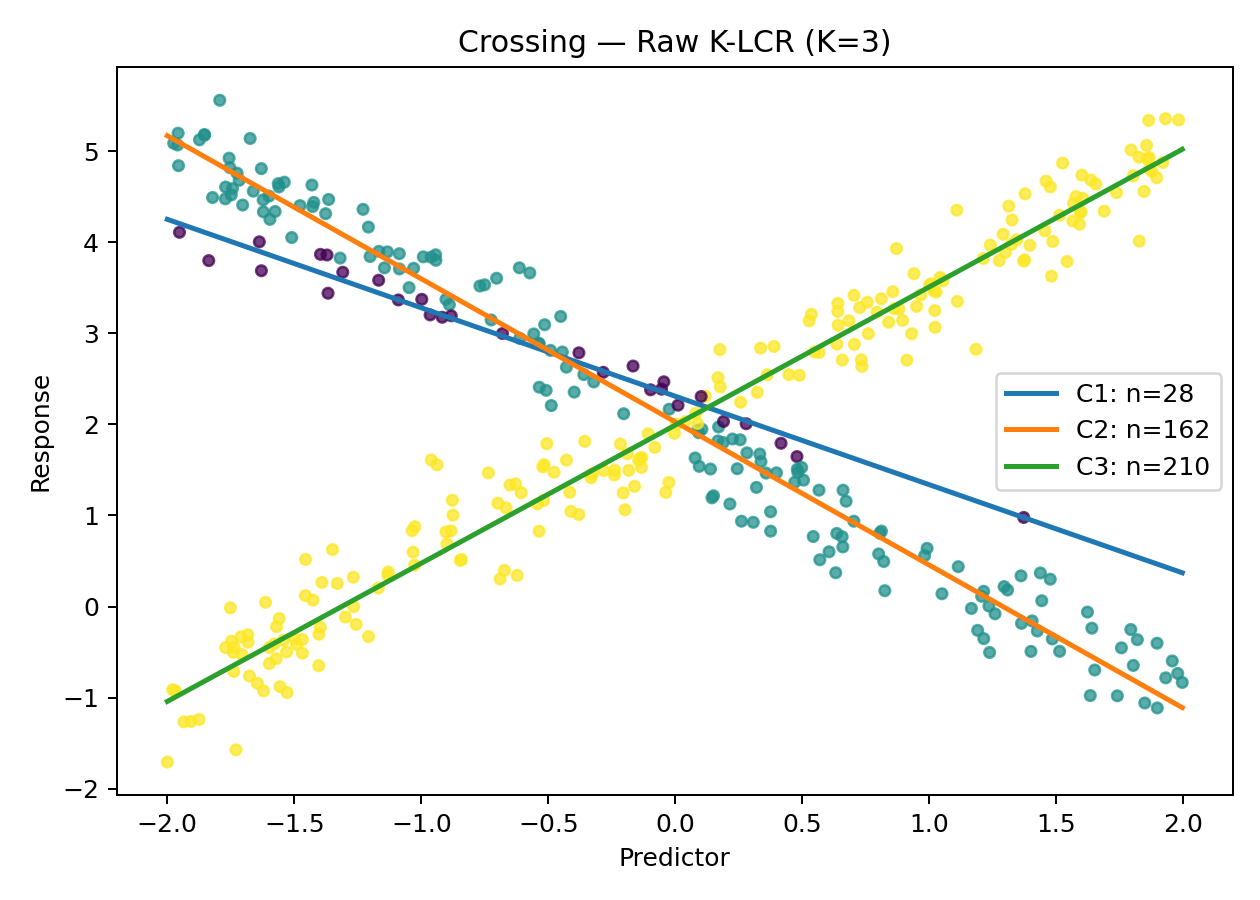 Crossing — Raw K-LCR (K=3)
Response
5
4
3
2
1
0
−1
−2
C1: n=28
C2: n=162
C3: n=210
−2.0 −1.5 −1.0 −0.5 0.0 0.5 1.0 1.5 2.0
Predictor